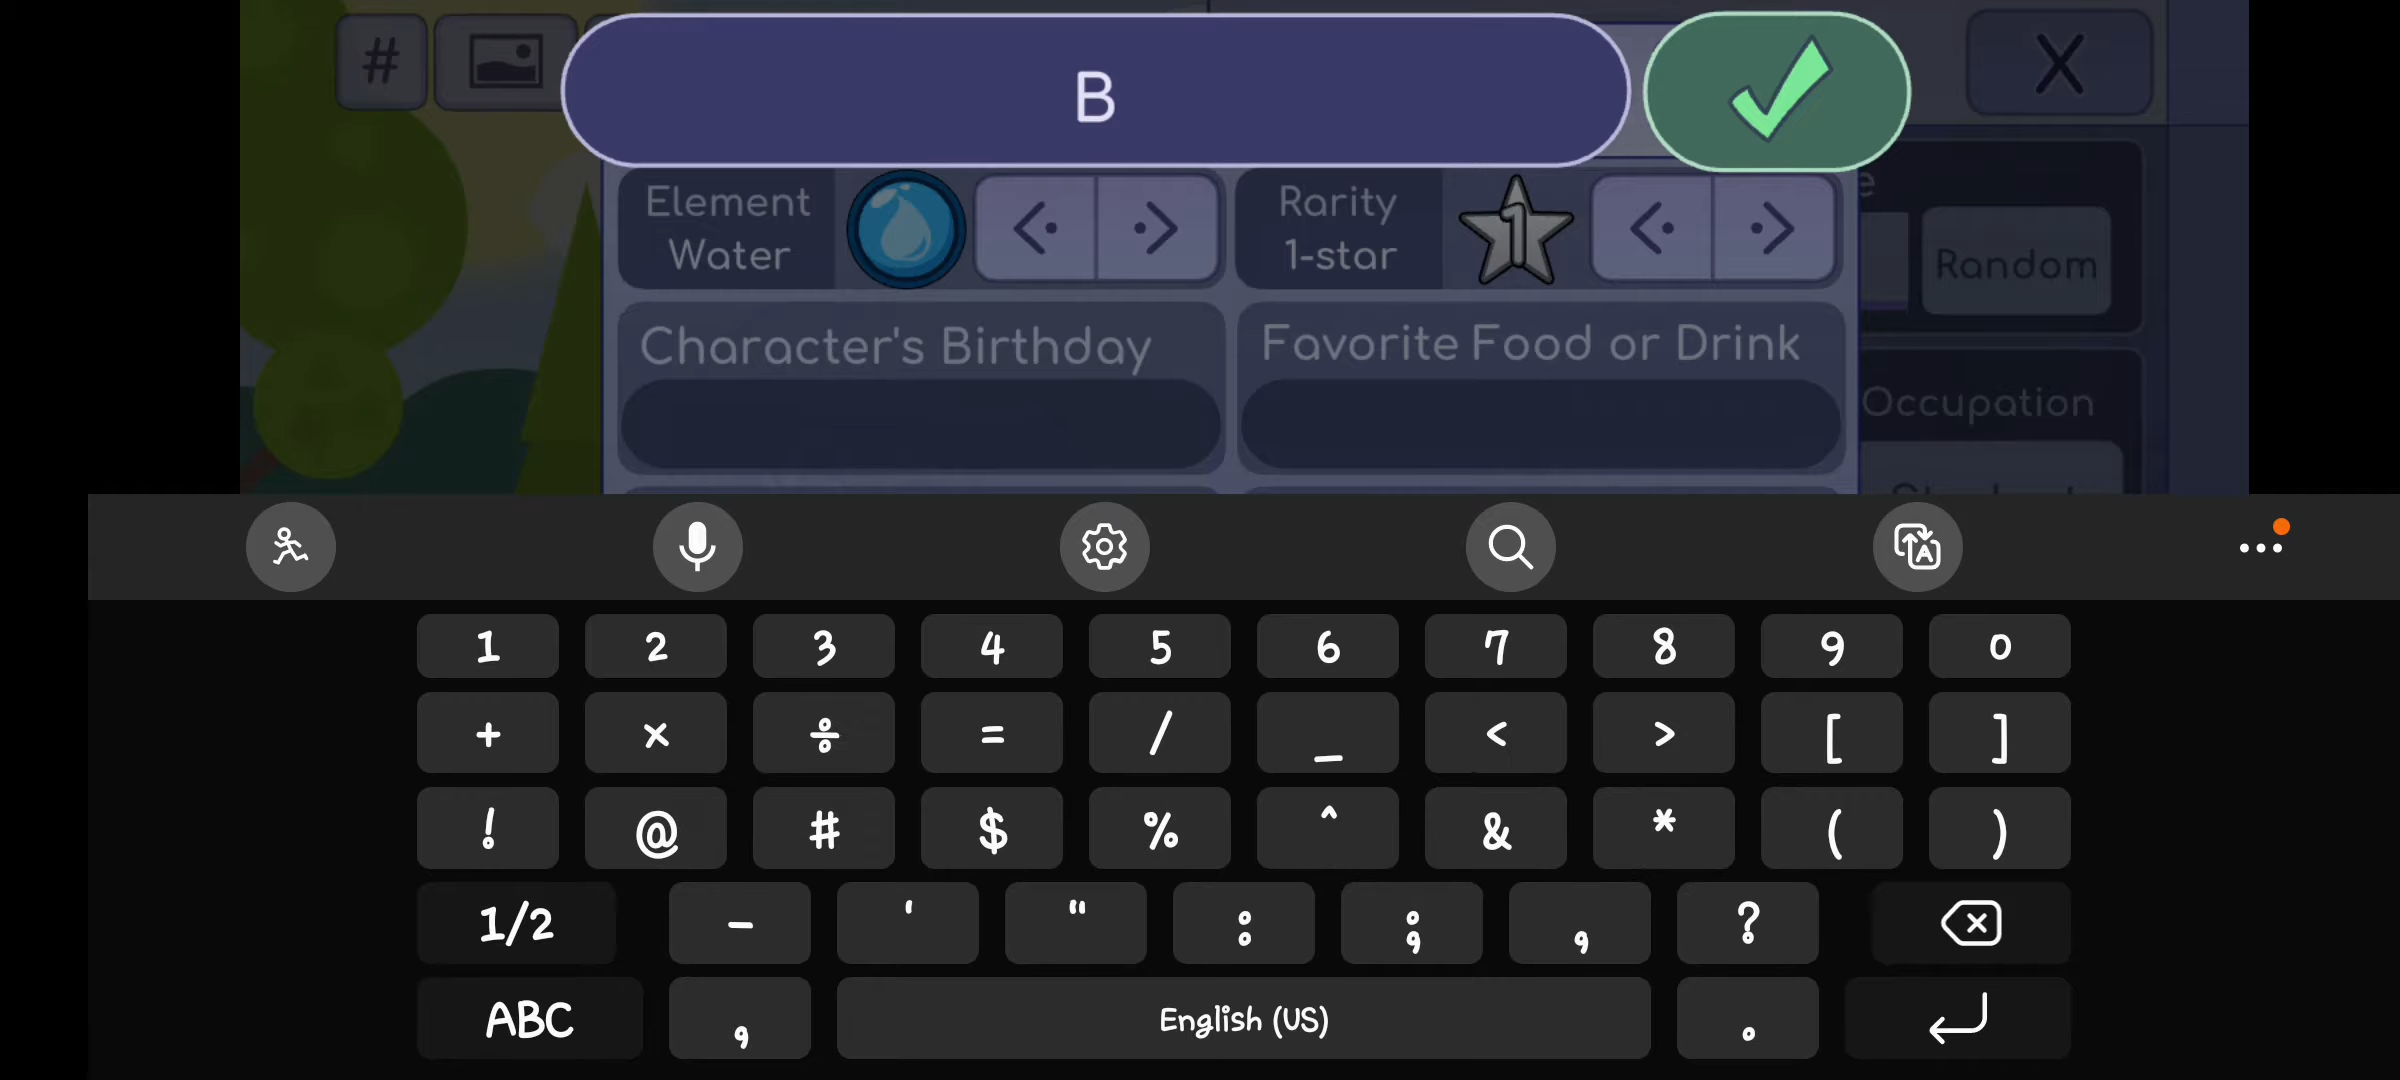 #
B
X
Element
Water
Rarity
1-star
1
e
Random
Character's Birthday
Favorite Food or Drink
Occupation
1 2 3 4 5 6 7 8 9 0
+ × ÷ = / _ < > [ ]
! @ # $ % ^ & * ( )
1/2 - ' " : ; , ?
ABC , English (US) .